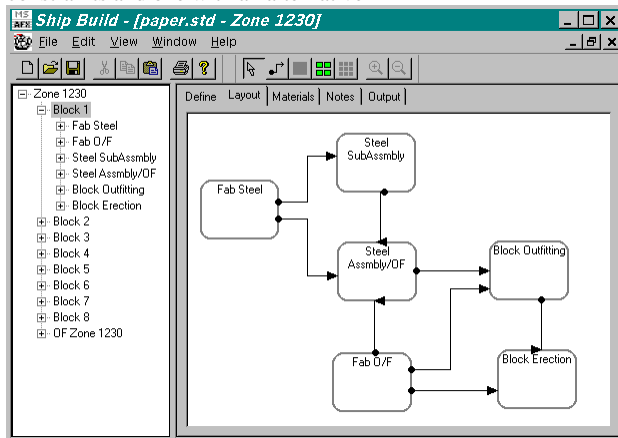 MS
AFX
Ship Build - [paper.std - Zone 1230]
File Edit View Window Help
Zone 1230
Block 1
Fab Steel
Fab O/F
Steel SubAssmbly
Steel Assmbly/OF
Block Outfitting
Block Erection
Block 2
Block 3
Block 4
Block 5
Block 6
Block 7
Block 8
OF Zone 1230
Define Layout Materials Notes Output
Steel
SubAssmbly
Fab Steel
Steel
Assmbly/OF
Block Outfitting
Fab O/F
Block Erection